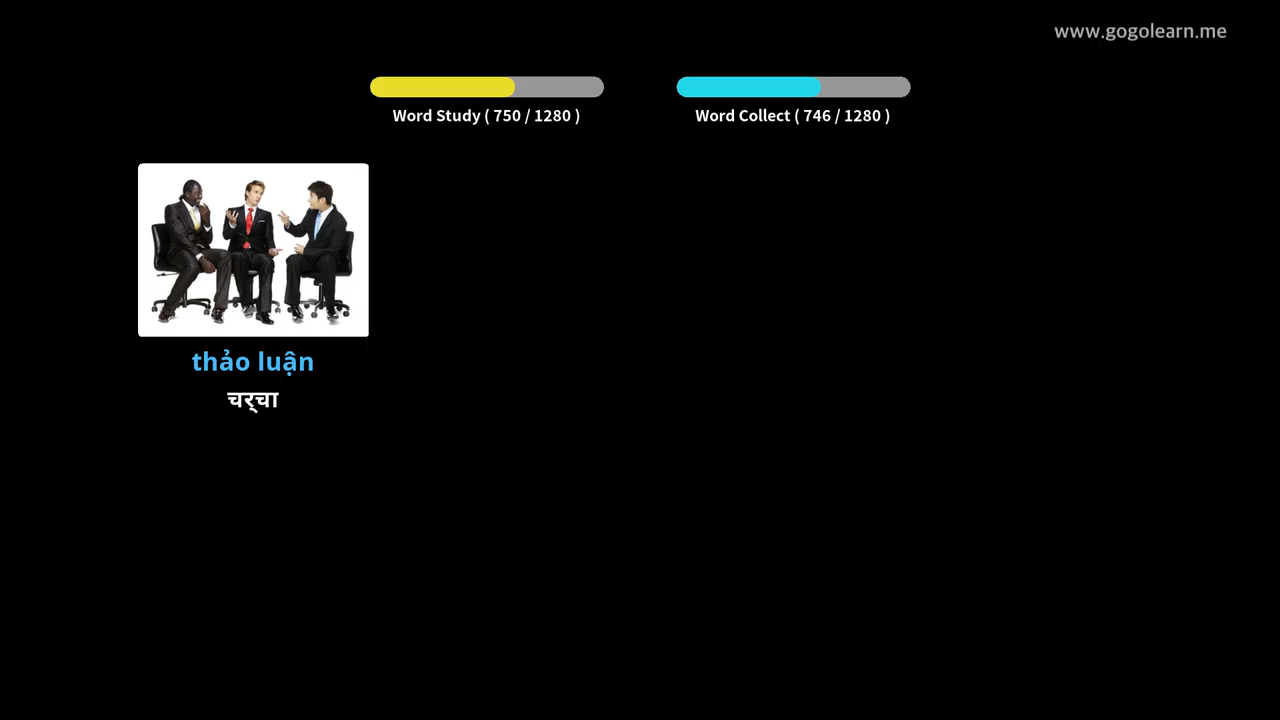 www.gogolearn.me
Word Study ( 750 / 1280 )
Word Collect ( 746 / 1280 )
thảo luận
चर्‌चा